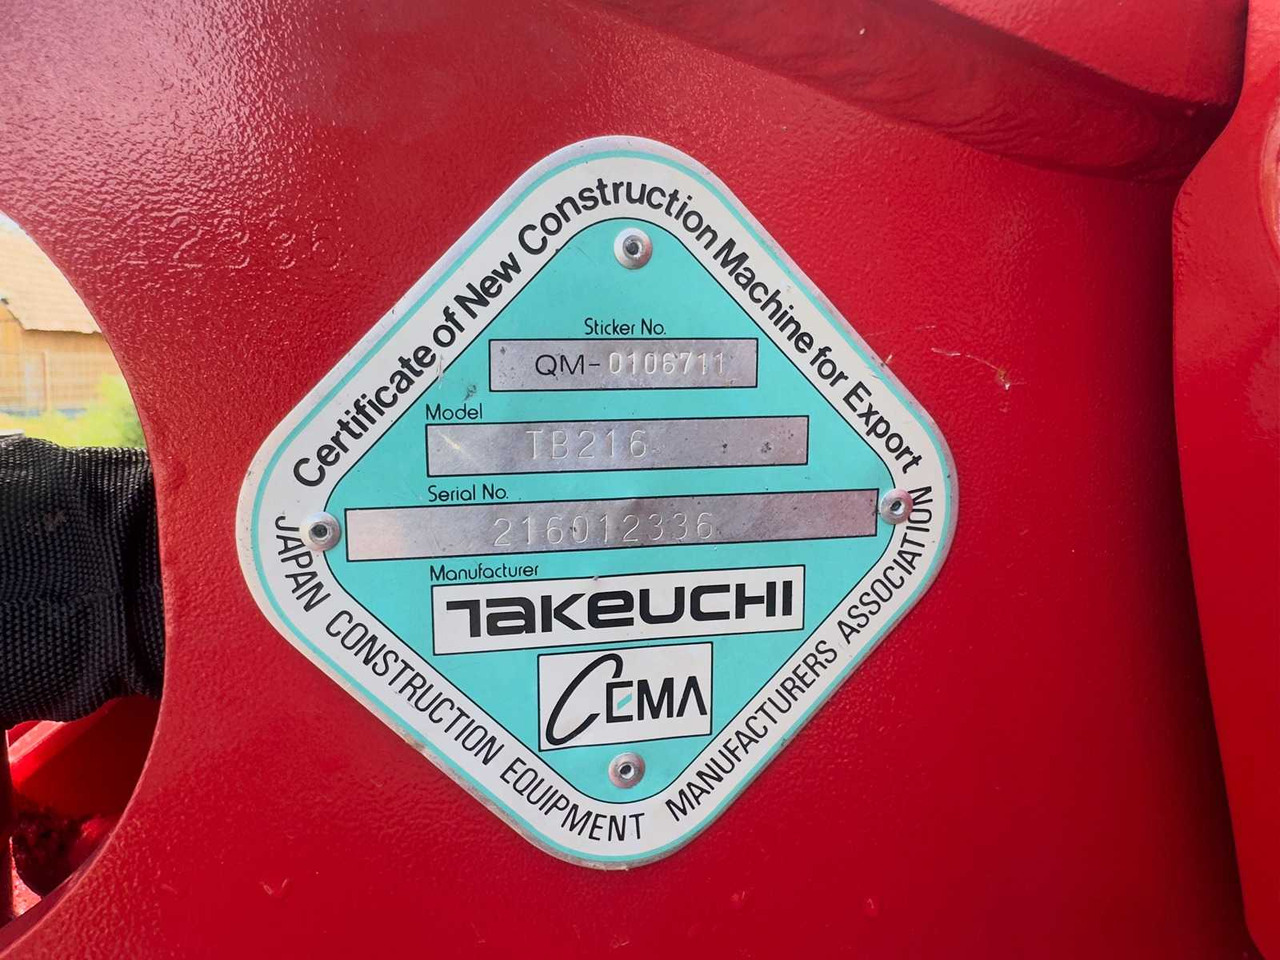 Certificate of New Construction Machine for Export
Sticker No.
QM-0106711
Model
TB216
Serial No.
216012336
Manufacturer
TAKEUCHI
CEMA
JAPAN CONSTRUCTION EQUIPMENT MANUFACTURERS ASSOCIATION